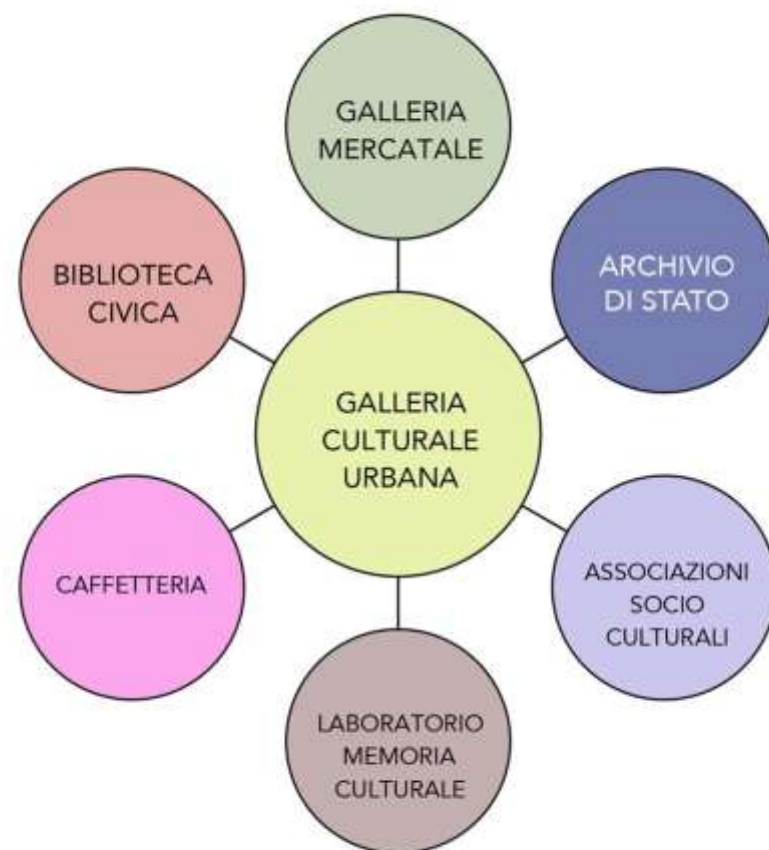 GALLERIA
MERCATALE
BIBLIOTECA
CIVICA
ARCHIVIO
DI STATO
GALLERIA
CULTURALE
URBANA
CAFFETTERIA
ASSOCIAZIONI
SOCIO
CULTURALI
LABORATORIO
MEMORIA
CULTURALE